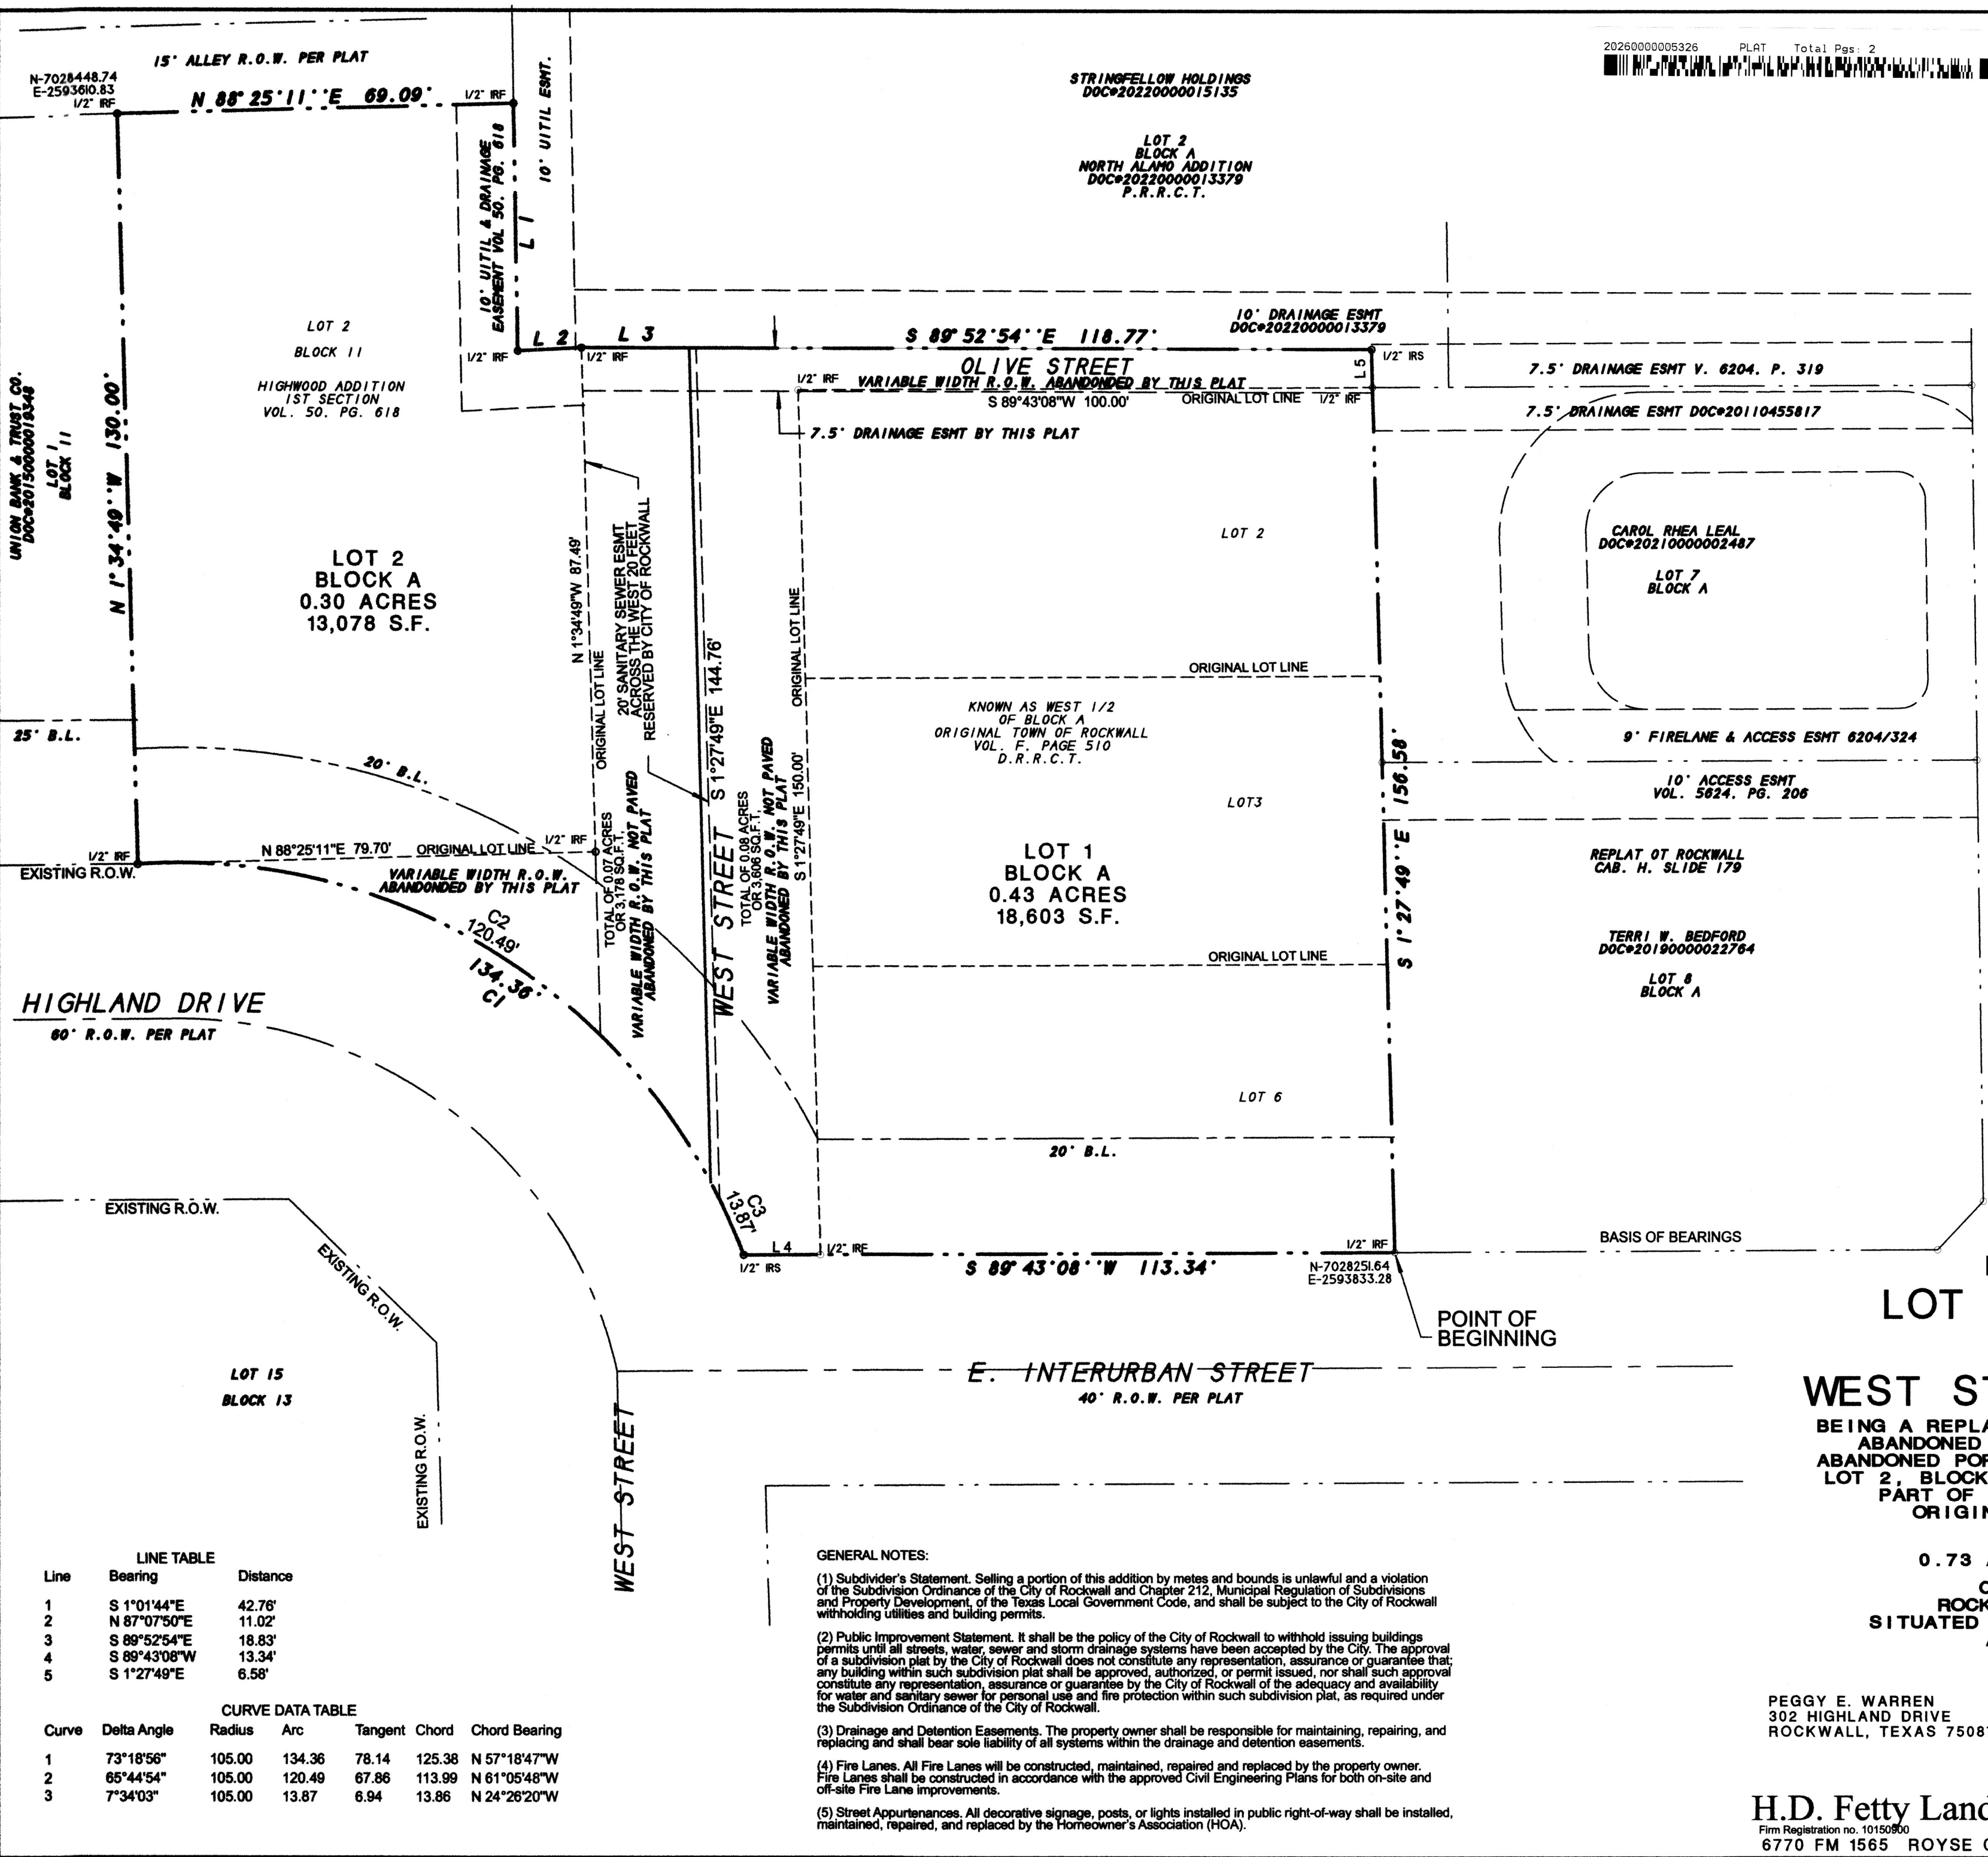 20260000005326 PLAT Total Pgs: 2
15' ALLEY R.O.W. PER PLAT
N-7028448.74
E-2593610.83
1/2" IRF
N 88°25'11''E 69.09'
1/2" IRF
10' UITIL ESMT.
10' UITIL & DRAINAGE
EASEMENT VOL 50. PG. 618
L 1
STRINGFELLOW HOLDINGS
DOC#20220000015135
LOT 2
BLOCK A
NORTH ALAMO ADDITION
DOC#20220000013379
P.R.R.C.T.
10' DRAINAGE ESMT
DOC#20220000013379
LOT 2
BLOCK 11
HIGHWOOD ADDITION
1ST SECTION
VOL. 50. PG. 618
1/2" IRF
L 2
1/2" IRF
L 3
S 89°52'54''E 118.77'
OLIVE STREET
1/2" IRF
VARIABLE WIDTH R.O.W. ABANDONDED BY THIS PLAT
S 89°43'08"W 100.00'
ORIGINAL LOT LINE
1/2" IRF
L 5
1/2" IRS
7.5' DRAINAGE ESMT BY THIS PLAT
7.5' DRAINAGE ESMT V. 6204. P. 319
7.5' DRAINAGE ESMT DOC#20110455817
UNION BANK & TRUST CO.
DOC#20150000019348
LOT 1
BLOCK 11
N 1°34'49''W 130.00'
LOT 2
BLOCK A
0.30 ACRES
13,078 S.F.
N 1°34'49"W 87.49'
ORIGINAL LOT LINE
20' SANITARY SEWER ESMT
ACROSS THE WEST 20 FEET
RESERVED BY CITY OF ROCKWALL
S 1°27'49"E 144.76'
WEST STREET
ORIGINAL LOT LINE
S 1°27'49"E 150.00'
LOT 2
ORIGINAL LOT LINE
KNOWN AS WEST 1/2
OF BLOCK A
ORIGINAL TOWN OF ROCKWALL
VOL. F. PAGE 510
D.R.R.C.T.
LOT3
LOT 1
BLOCK A
0.43 ACRES
18,603 S.F.
ORIGINAL LOT LINE
LOT 6
20' B.L.
S 1°27'49''E 156.58'
CAROL RHEA LEAL
DOC#20210000002487
LOT 7
BLOCK A
9' FIRELANE & ACCESS ESMT 6204/324
10' ACCESS ESMT
VOL. 5624. PG. 206
REPLAT OT ROCKWALL
CAB. H. SLIDE 179
TERRI W. BEDFORD
DOC#20190000022764
LOT 8
BLOCK A
25' B.L.
20' B.L.
1/2" IRF
EXISTING R.O.W.
N 88°25'11"E 79.70'
ORIGINAL LOT LINE
1/2" IRF
VARIABLE WIDTH R.O.W.
ABANDONDED BY THIS PLAT
TOTAL OF 0.07 ACRES
OR 3,178 SQ.F.T.
VARIABLE WIDTH R.O.W. NOT PAVED
ABANDONED BY THIS PLAT
TOTAL OF 0.08 ACRES
OR 3,606 SQ.F.T.
VARIABLE WIDTH R.O.W. NOT PAVED
ABANDONED BY THIS PLAT
C2
120.49'
134.36'
C1
HIGHLAND DRIVE
60' R.O.W. PER PLAT
C3
13.87'
L 4
1/2" IRS
1/2" IRF
S 89°43'08''W 113.34'
1/2" IRF
N-7028251.64
E-2593833.28
BASIS OF BEARINGS
POINT OF
BEGINNING
EXISTING R.O.W.
EXISTING R.O.W.
EXISTING R.O.W.
LOT 15
BLOCK 13
E. INTERURBAN STREET
40' R.O.W. PER PLAT
WEST STREET
LOT
WEST ST
BEING A REPLA
ABANDONED
ABANDONED POR
LOT 2, BLOCK
PART OF
ORIGIN
0.73
ROCK
SITUATED
PEGGY E. WARREN
302 HIGHLAND DRIVE
ROCKWALL, TEXAS 7508
H.D. Fetty Land
Firm Registration no. 10150900
6770 FM 1565 ROYSE C
LINE TABLE
Line Bearing Distance
1 S 1°01'44"E 42.76'
2 N 87°07'50"E 11.02'
3 S 89°52'54"E 18.83'
4 S 89°43'08"W 13.34'
5 S 1°27'49"E 6.58'
CURVE DATA TABLE
Curve Delta Angle Radius Arc Tangent Chord Chord Bearing
1 73°18'56" 105.00 134.36 78.14 125.38 N 57°18'47"W
2 65°44'54" 105.00 120.49 67.86 113.99 N 61°05'48"W
3 7°34'03" 105.00 13.87 6.94 13.86 N 24°26'20"W
GENERAL NOTES:
(1) Subdivider's Statement. Selling a portion of this addition by metes and bounds is unlawful and a violation
of the Subdivision Ordinance of the City of Rockwall and Chapter 212, Municipal Regulation of Subdivisions
and Property Development, of the Texas Local Government Code, and shall be subject to the City of Rockwall
withholding utilities and building permits.
(2) Public Improvement Statement. It shall be the policy of the City of Rockwall to withhold issuing buildings
permits until all streets, water, sewer and storm drainage systems have been accepted by the City. The approval
of a subdivision plat by the City of Rockwall does not constitute any representation, assurance or guarantee that;
any building within such subdivision plat shall be approved, authorized, or permit issued, nor shall such approval
constitute any representation, assurance or guarantee by the City of Rockwall of the adequacy and availability
for water and sanitary sewer for personal use and fire protection within such subdivision plat, as required under
the Subdivision Ordinance of the City of Rockwall.
(3) Drainage and Detention Easements. The property owner shall be responsible for maintaining, repairing, and
replacing and shall bear sole liability of all systems within the drainage and detention easements.
(4) Fire Lanes. All Fire Lanes will be constructed, maintained, repaired and replaced by the property owner.
Fire Lanes shall be constructed in accordance with the approved Civil Engineering Plans for both on-site and
off-site Fire Lane improvements.
(5) Street Appurtenances. All decorative signage, posts, or lights installed in public right-of-way shall be installed,
maintained, repaired, and replaced by the Homeowner's Association (HOA).